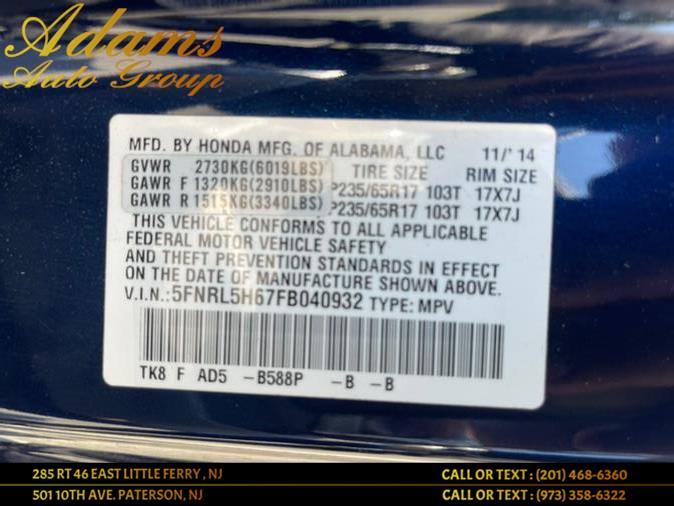 Adams
Auto Group
MFD. BY HONDA MFG. OF ALABAMA, LLC 11/'14
GVWR 2730KG(6019LBS) TIRE SIZE RIM SIZE
GAWR F 1320KG(2910LBS) P235/65R17 103T 17X7J
GAWR R 1515KG(3340LBS) P235/65R17 103T 17X7J
THIS VEHICLE CONFORMS TO ALL APPLICABLE
FEDERAL MOTOR VEHICLE SAFETY
AND THEFT PREVENTION STANDARDS IN EFFECT
ON THE DATE OF MANUFACTURE SHOWN ABOVE.
V.I.N.:5FNRL5H67FB040932 TYPE: MPV
TK8 F AD5 -B588P -B -B
285 RT 46 EAST LITTLE FERRY , NJ CALL OR TEXT : (201) 468-6360
501 10TH AVE. PATERSON, NJ CALL OR TEXT : (973) 358-6322